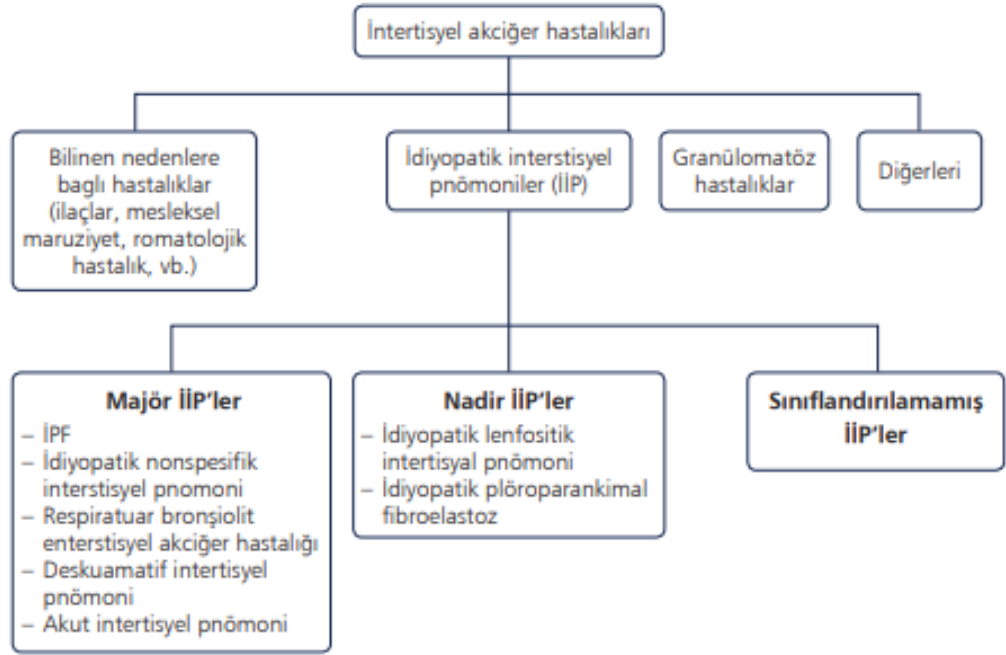 İntertisyel akciğer hastalıkları
Bilinen nedenlere
baglı hastalıklar
(ilaçlar, mesleksel
maruziyet, romatolojik
hastalık, vb.)
İdiyopatik interstisyel
pnömoniler (İİP)
Granülomatöz
hastalıklar
Diğerleri
Majör İİP'ler
– İPF
– İdiyopatik nonspesifik
interstisyel pnomoni
– Respiratuar bronşiolit
enterstisyel akciğer hastalığı
– Deskuamatif intertisyel
pnömoni
– Akut intertisyel pnömoni
Nadir İİP'ler
– İdiyopatik lenfositik
intertisyal pnömoni
– İdiyopatik plöroparankimal
fibroelastoz
Sınıflandırılamamış
İİP'ler